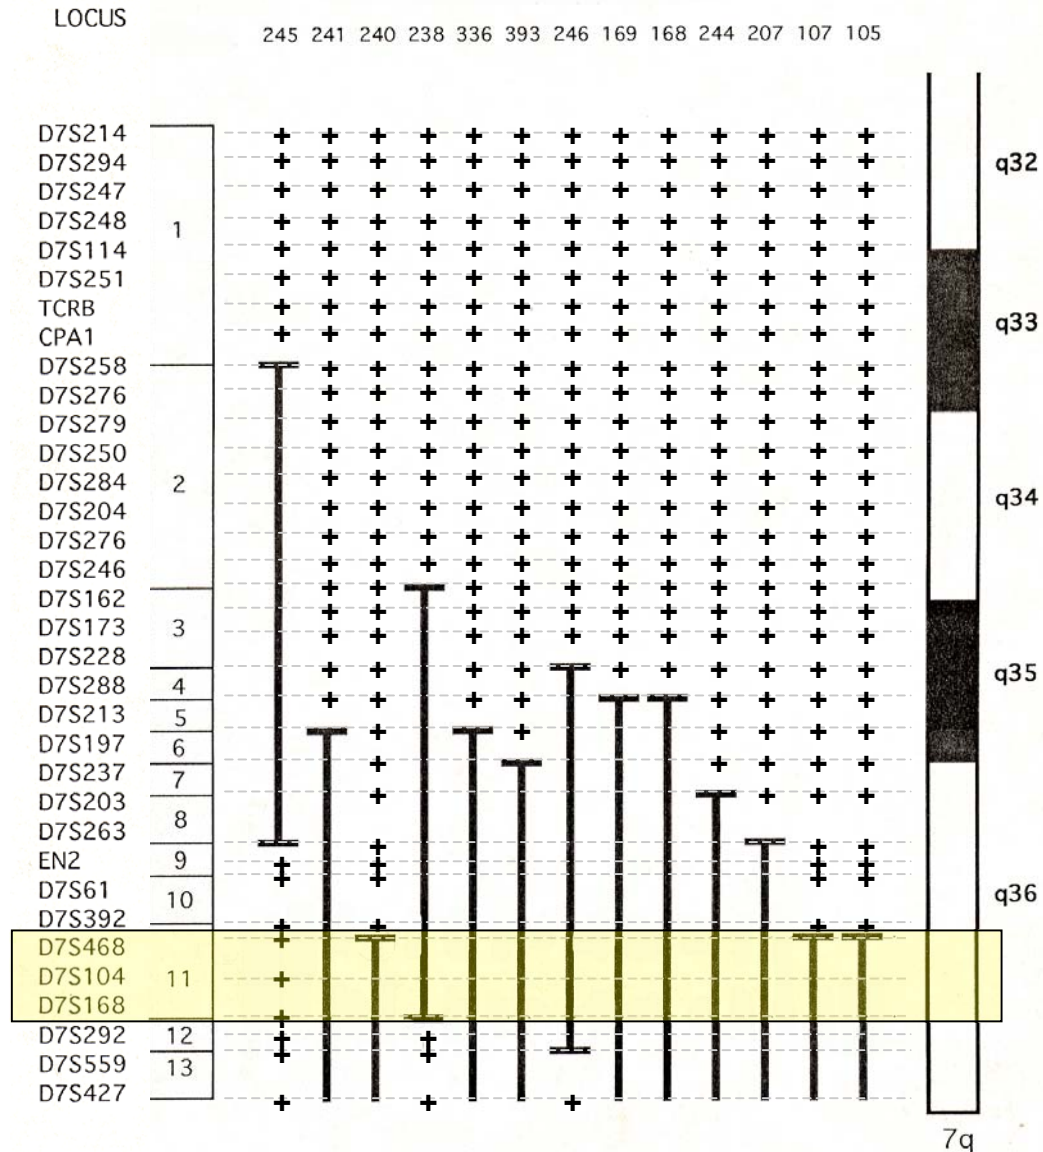 LOCUS
245 241 240 238 336 393 246 169 168 244 207 107 105
D7S214
D7S294
D7S247
D7S248
D7S114
D7S251
TCRB
CPA1
D7S258
D7S276
D7S279
D7S250
D7S284
D7S204
D7S276
D7S246
D7S162
D7S173
D7S228
D7S288
D7S213
D7S197
D7S237
D7S203
D7S263
EN2
D7S61
D7S392
D7S468
D7S104
D7S168
D7S292
D7S559
D7S427
1
2
3
4
5
6
7
8
9
10
11
12
13
q32
q33
q34
q35
q36
7q